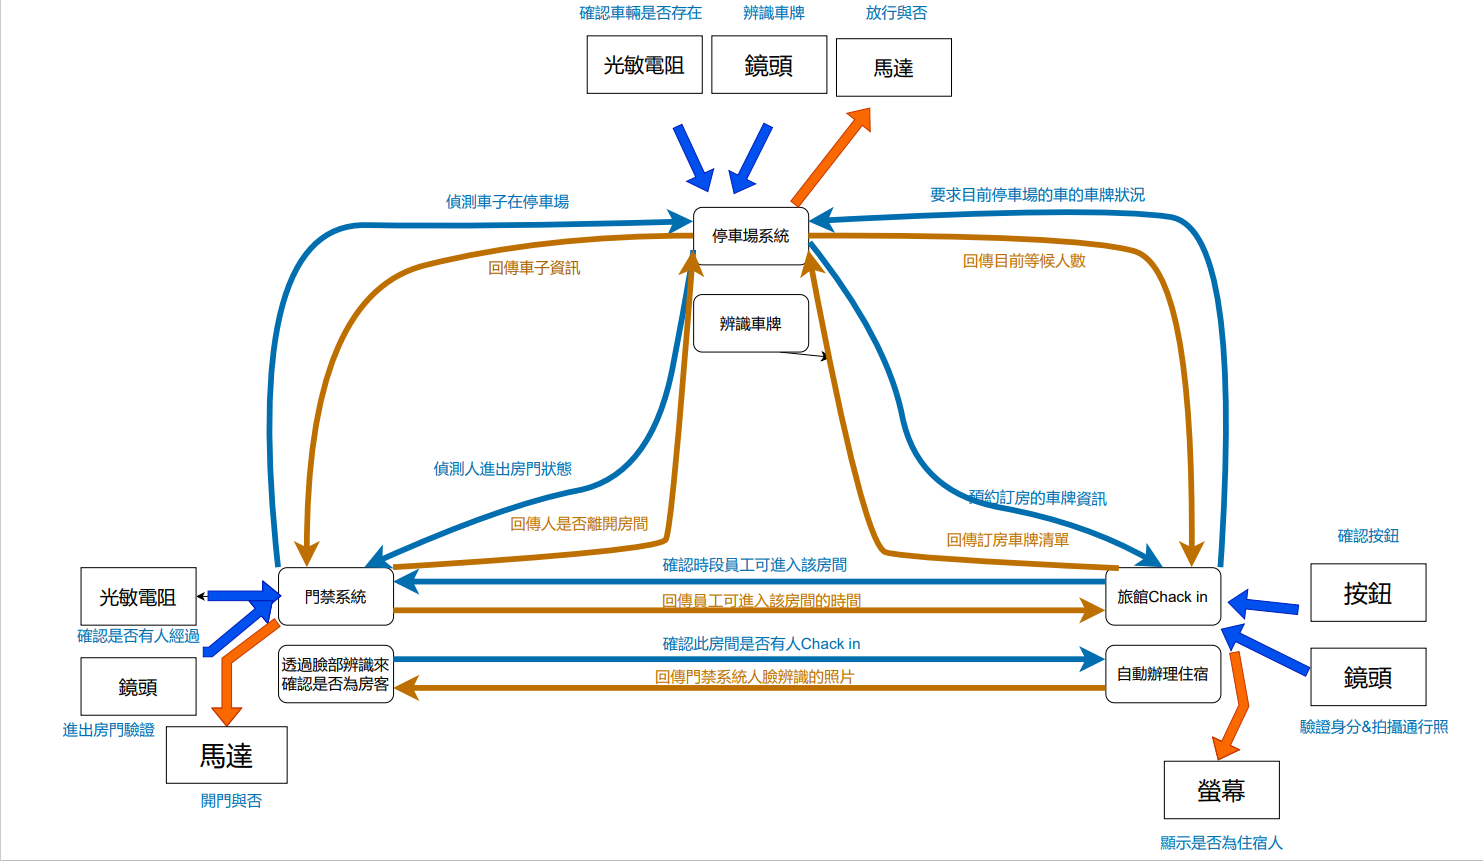 確認車輛是否存在
辨識車牌
放行與否
光敏電阻
鏡頭
馬達
偵測車子在停車場
要求目前停車場的車的車牌狀況
停車場系統
回傳車子資訊
回傳目前等候人數
辨識車牌
偵測人進出房門狀態
預約訂房的車牌資訊
回傳人是否離開房間
回傳訂房車牌清單
確認按鈕
確認時段員工可進入該房間
光敏電阻
門禁系統
回傳員工可進入該房間的時間
旅館Chack in
按鈕
確認是否有人經過
確認此房間是否有人Chack in
透過臉部辨識來
確認是否為房客
回傳門禁系統人臉辨識的照片
自動辦理住宿
鏡頭
鏡頭
進出房門驗證
驗證身分&拍攝通行照
馬達
開門與否
螢幕
顯示是否為住宿人